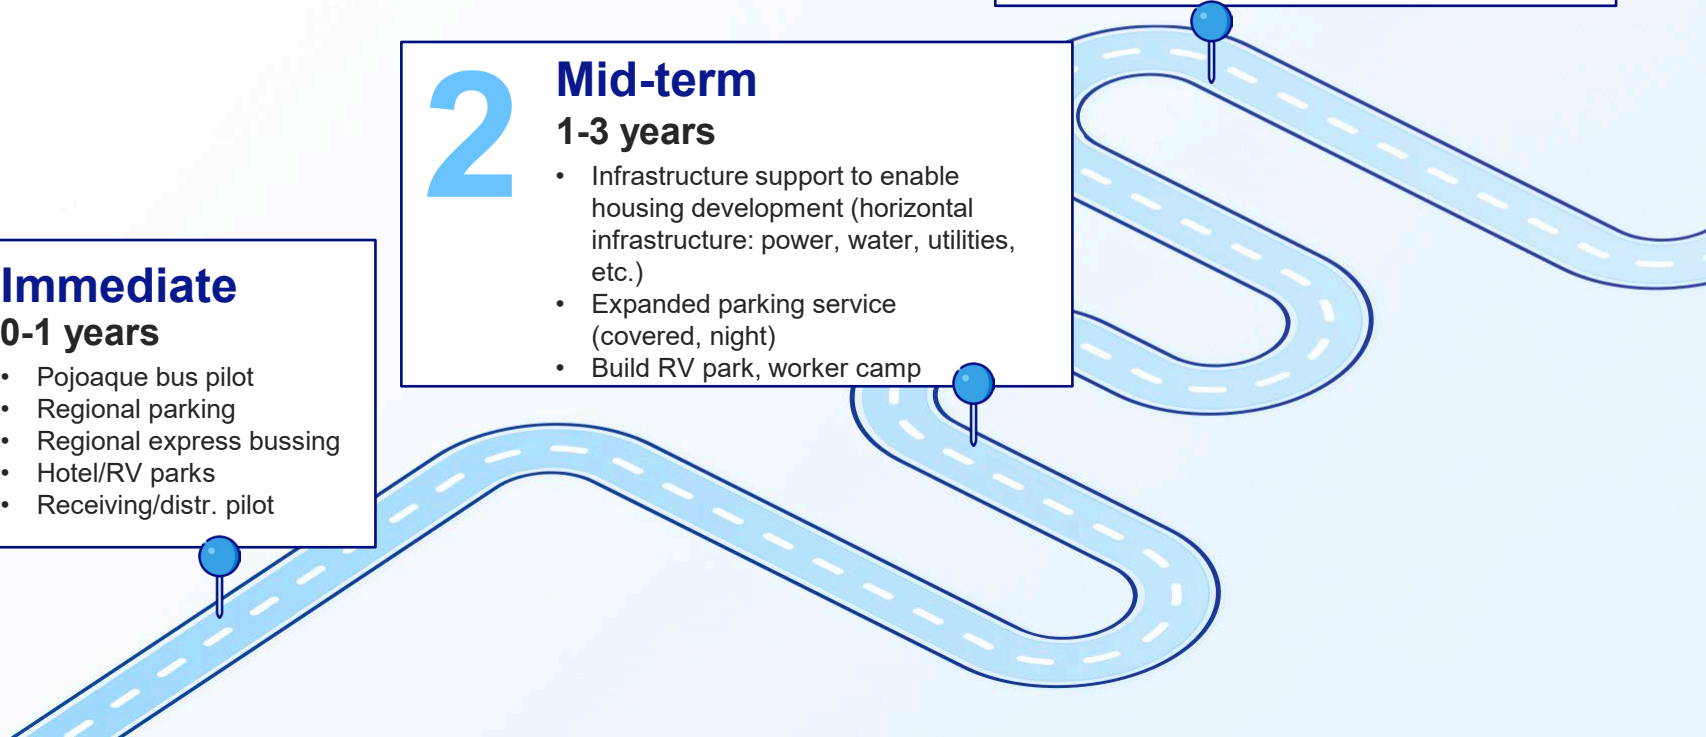 Immediate
0-1 years
• Pojoaque bus pilot
• Regional parking
• Regional express bussing
• Hotel/RV parks
• Receiving/distr. pilot
2
Mid-term
1-3 years
• Infrastructure support to enable
housing development (horizontal
infrastructure: power, water, utilities,
etc.)
• Expanded parking service
(covered, night)
• Build RV park, worker camp